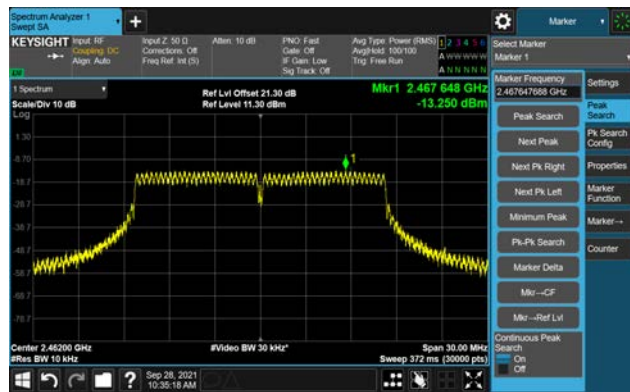 Spectrum Analyzer 1
Swept SA
Marker
KEYSIGHT
Input: RF
Coupling: DC
Align: Auto
Input Z: 50 Ω
Corrections: Off
Freq Ref: Int (S)
Atten: 10 dB
PNO: Fast
Gate: Off
IF Gain: Low
Sig Track: Off
Avg Type: Power (RMS)
Avg|Hold: 100/100
Trig: Free Run
1 2 3 4 5 6
A W W W W W
A N N N N N
Select Marker
Marker 1
1 Spectrum
Scale/Div 10 dB
Log
Ref Lvl Offset 21.30 dB
Ref Level 11.30 dBm
Mkr1 2.467 648 GHz
-13.250 dBm
1.30
-8.70
-18.7
-28.7
-38.7
-48.7
-58.7
-68.7
-78.7
1
Center 2.46200 GHz
#Res BW 10 kHz
#Video BW 30 kHz*
Span 30.00 MHz
Sweep 372 ms (30000 pts)
Marker Frequency
2.467647688 GHz
Peak Search
Next Peak
Next Pk Right
Next Pk Left
Minimum Peak
Pk-Pk Search
Marker Delta
Mkr→CF
Mkr→Ref Lvl
Continuous Peak
Search
On
Off
Settings
Peak
Search
Pk Search
Config
Properties
Marker
Function
Marker→
Counter
?
Sep 28, 2021
10:35:18 AM